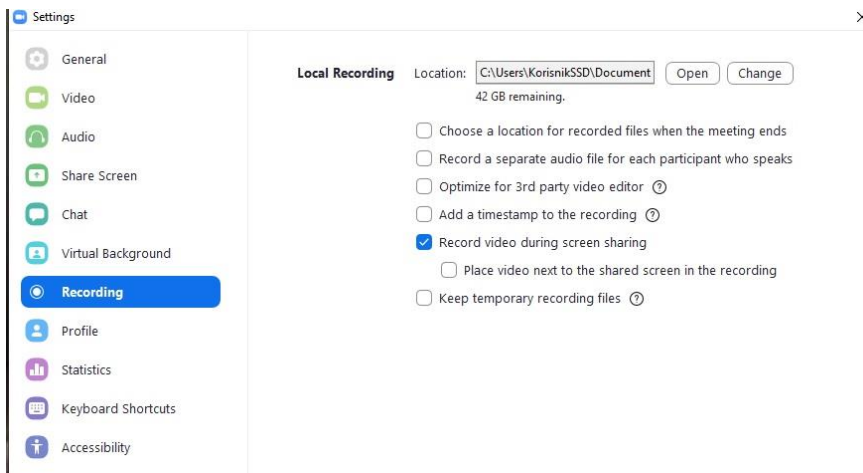 Settings
General
Video
Audio
Share Screen
Chat
Virtual Background
Recording
Profile
Statistics
Keyboard Shortcuts
Accessibility
Local Recording Location: C:\Users\KorisnikSSD\Document Open Change
42 GB remaining.
Choose a location for recorded files when the meeting ends
Record a separate audio file for each participant who speaks
Optimize for 3rd party video editor ?
Add a timestamp to the recording ?
Record video during screen sharing
Place video next to the shared screen in the recording
Keep temporary recording files ?